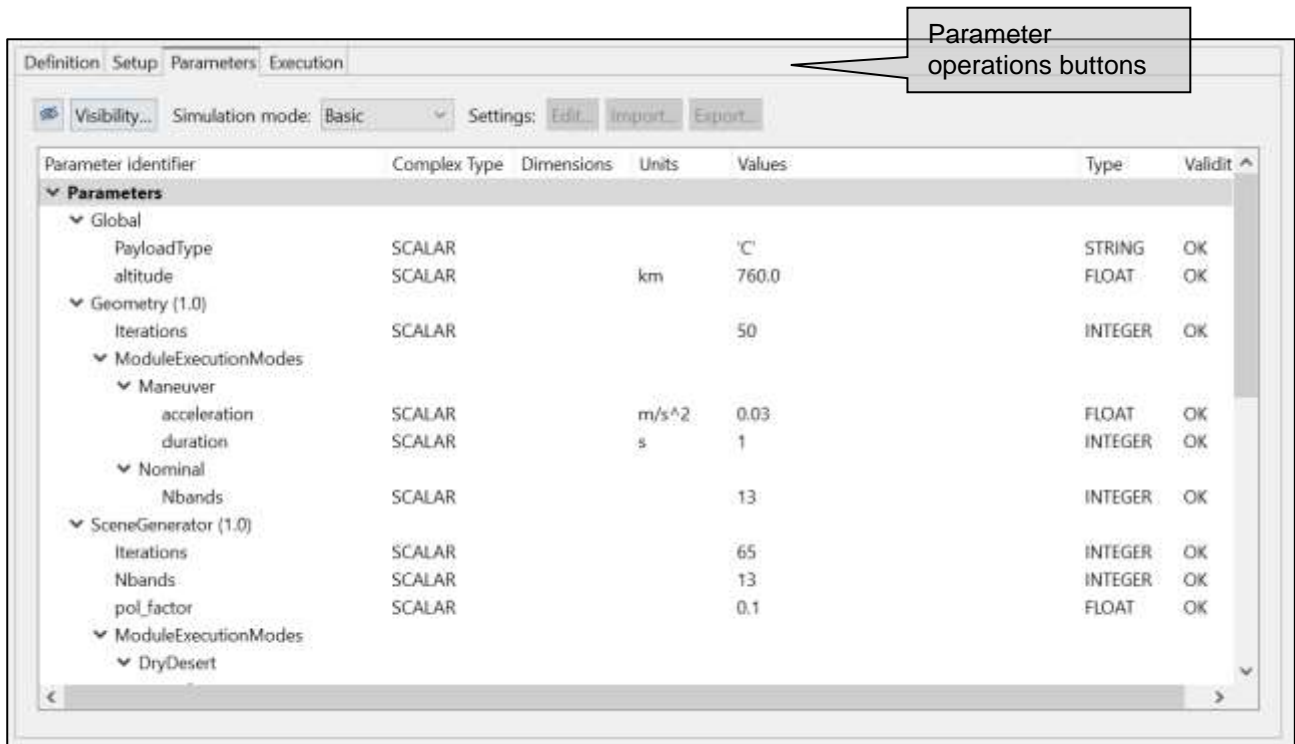 Parameter
operations buttons
Definition Setup Parameters Execution
Visibility... Simulation mode: Basic Settings: Edit... Import... Export...
Parameter identifier Complex Type Dimensions Units Values Type Validit
Parameters
Global
PayloadType SCALAR 'C' STRING OK
altitude SCALAR km 760.0 FLOAT OK
Geometry (1.0)
Iterations SCALAR 50 INTEGER OK
ModuleExecutionModes
Maneuver
acceleration SCALAR m/s^2 0.03 FLOAT OK
duration SCALAR s 1 INTEGER OK
Nominal
Nbands SCALAR 13 INTEGER OK
SceneGenerator (1.0)
Iterations SCALAR 65 INTEGER OK
Nbands SCALAR 13 INTEGER OK
pol_factor SCALAR 0.1 FLOAT OK
ModuleExecutionModes
DryDesert